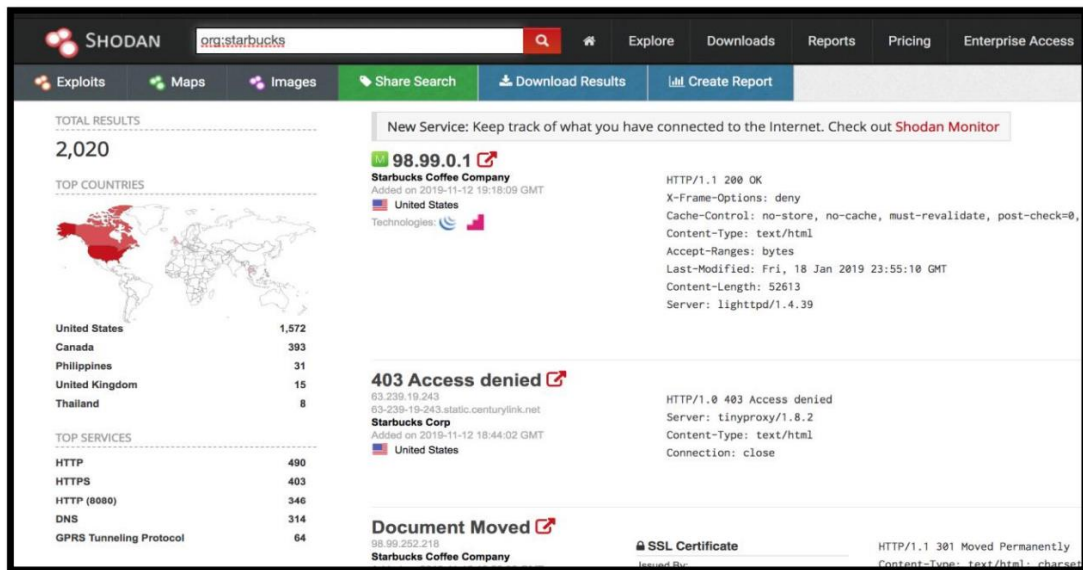 SHODAN
org:starbucks
Explore Downloads Reports Pricing Enterprise Access
Exploits Maps Images Share Search Download Results Create Report
TOTAL RESULTS
2,020
TOP COUNTRIES
United States 1,572
Canada 393
Philippines 31
United Kingdom 15
Thailand 8
TOP SERVICES
HTTP 490
HTTPS 403
HTTP (8080) 346
DNS 314
GPRS Tunneling Protocol 64
New Service: Keep track of what you have connected to the Internet. Check out Shodan Monitor
M 98.99.0.1
Starbucks Coffee Company
Added on 2019-11-12 19:18:09 GMT
United States
Technologies:
HTTP/1.1 200 OK
X-Frame-Options: deny
Cache-Control: no-store, no-cache, must-revalidate, post-check=0,
Content-Type: text/html
Accept-Ranges: bytes
Last-Modified: Fri, 18 Jan 2019 23:55:10 GMT
Content-Length: 52613
Server: lighttpd/1.4.39
403 Access denied
63.239.19.243
63-239-19-243.static.centurylink.net
Starbucks Corp
Added on 2019-11-12 18:44:02 GMT
United States
HTTP/1.0 403 Access denied
Server: tinyproxy/1.8.2
Content-Type: text/html
Connection: close
Document Moved
98.99.252.218
Starbucks Coffee Company
SSL Certificate
Issued By:
HTTP/1.1 301 Moved Permanently
Content-Type: text/html; charset